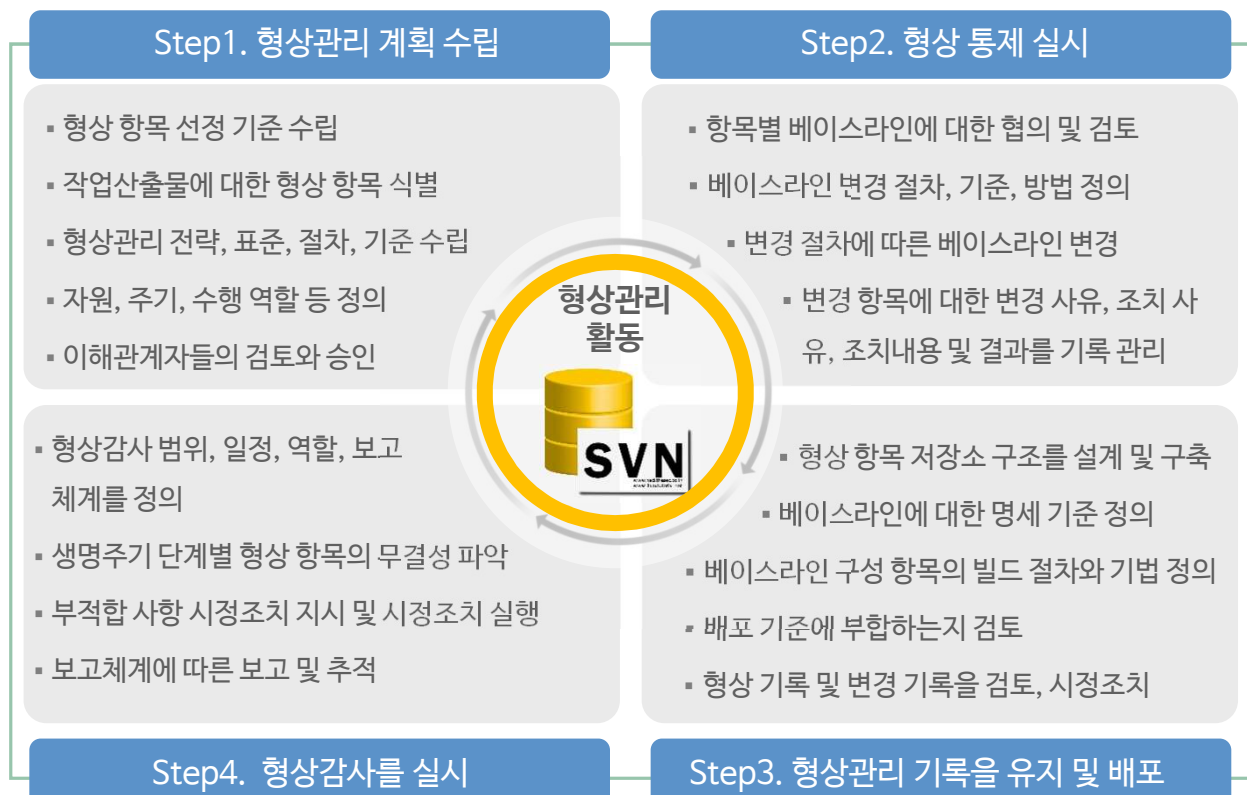 Step1. 형상관리 계획 수립
▪ 형상 항목 선정 기준 수립
▪ 작업산출물에 대한 형상 항목 식별
▪ 형상관리 전략, 표준, 절차, 기준 수립
▪ 자원, 주기, 수행 역할 등 정의
▪ 이해관계자들의 검토와 승인
Step2. 형상 통제 실시
▪ 항목별 베이스라인에 대한 협의 및 검토
▪ 베이스라인 변경 절차, 기준, 방법 정의
▪ 변경 절차에 따른 베이스라인 변경
▪ 변경 항목에 대한 변경 사유, 조치 사
유, 조치내용 및 결과를 기록 관리
형상관리
활동
SVN
▪ 형상감사 범위, 일정, 역할, 보고
체계를 정의
▪ 생명주기 단계별 형상 항목의 무결성 파악
▪ 부적합 사항 시정조치 지시 및 시정조치 실행
▪ 보고체계에 따른 보고 및 추적
Step4. 형상감사를 실시
▪ 형상 항목 저장소 구조를 설계 및 구축
▪ 베이스라인에 대한 명세 기준 정의
▪ 베이스라인 구성 항목의 빌드 절차와 기법 정의
▪ 배포 기준에 부합하는지 검토
▪ 형상 기록 및 변경 기록을 검토, 시정조치
Step3. 형상관리 기록을 유지 및 배포